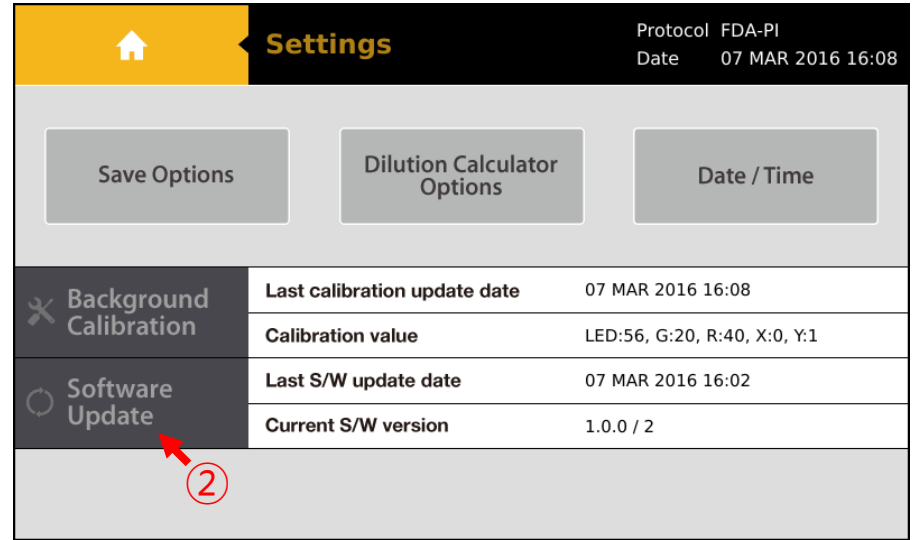 Settings
Protocol FDA-PI
Date 07 MAR 2016 16:08
Save Options
Dilution Calculator
Options
Date / Time
Background
Calibration
Last calibration update date 07 MAR 2016 16:08
Calibration value LED:56, G:20, R:40, X:0, Y:1
Software
Update
Last S/W update date 07 MAR 2016 16:02
Current S/W version 1.0.0 / 2
②